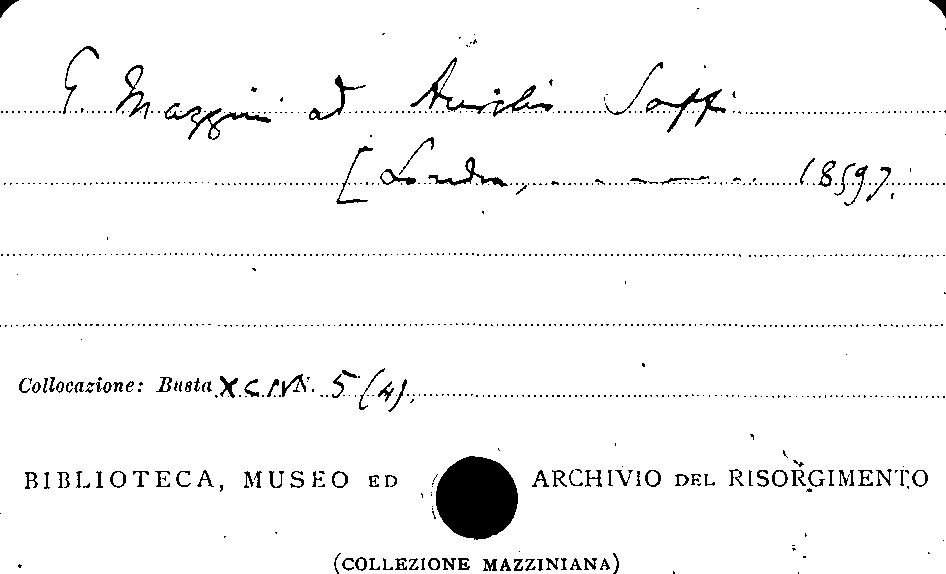 G. Mazzini ad Aurelio Saffi
[Londra, . . — . . 1859].
Collocazione: Busta XCIV N. 5 (4).
BIBLIOTECA, MUSEO ED ARCHIVIO DEL RISORGIMENTO
(COLLEZIONE MAZZINIANA)